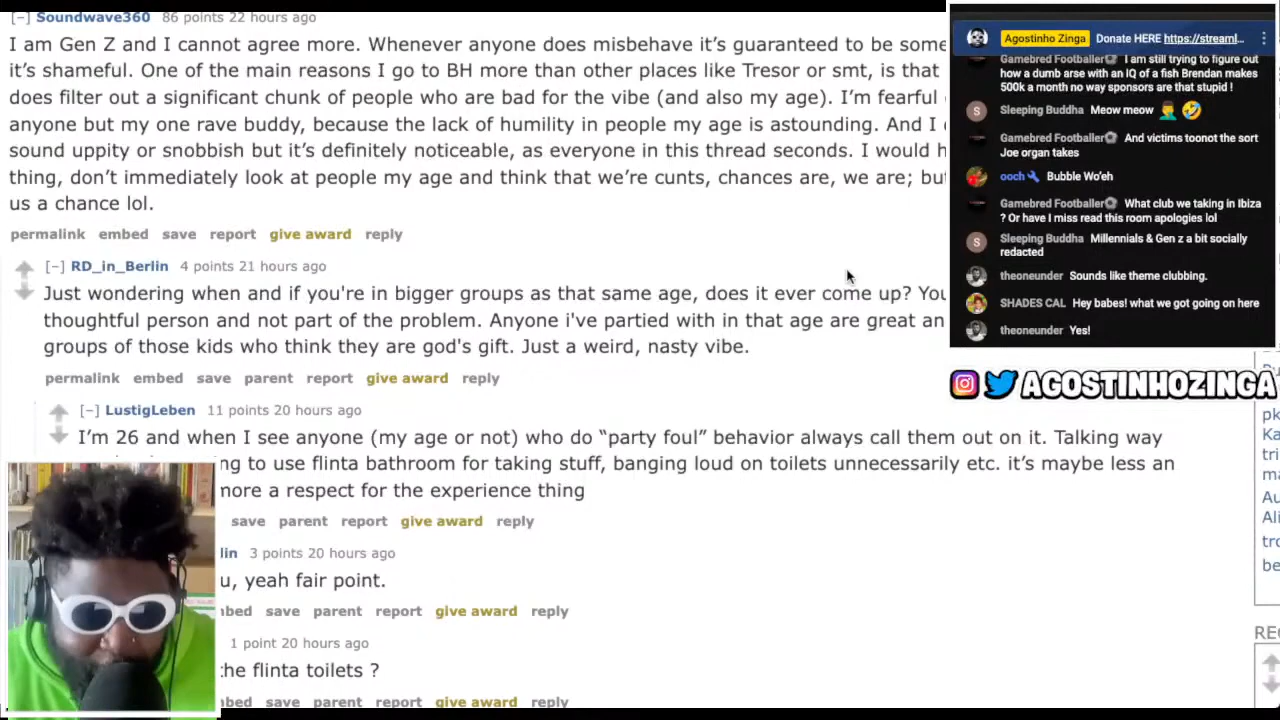 [−] Soundwave360 86 points 22 hours ago
I am Gen Z and I cannot agree more. Whenever anyone does misbehave it's guaranteed to be some
it's shameful. One of the main reasons I go to BH more than other places like Tresor or smt, is that
does filter out a significant chunk of people who are bad for the vibe (and also my age). I'm fearful
anyone but my one rave buddy, because the lack of humility in people my age is astounding. And I
sound uppity or snobbish but it's definitely noticeable, as everyone in this thread seconds. I would
thing, don't immediately look at people my age and think that we're cunts, chances are, we are; but
us a chance lol.
permalink embed save report give award reply
[−] RD_in_Berlin 4 points 21 hours ago
Just wondering when and if you're in bigger groups as that same age, does it ever come up? You
thoughtful person and not part of the problem. Anyone i've partied with in that age are great an
groups of those kids who think they are god's gift. Just a weird, nasty vibe.
permalink embed save parent report give award reply
[−] LustigLeben 11 points 20 hours ago
I'm 26 and when I see anyone (my age or not) who do “party foul” behavior always call them out on it. Talking way
ng to use flinta bathroom for taking stuff, banging loud on toilets unnecessarily etc. it's maybe less an
more a respect for the experience thing
save parent report give award reply
lin 3 points 20 hours ago
u, yeah fair point.
bed save parent report give award reply
1 point 20 hours ago
the flinta toilets ?
bed save parent report give award reply
Agostinho Zinga Donate HERE https://streaml...
Gamebred Footballer I am still trying to figure out
how a dumb arse with an IQ of a fish Brendan makes
500k a month no way sponsors are that stupid !
S Sleeping Buddha Meow meow
Gamebred Footballer And victims toonot the sort
Joe organ takes
ooch Bubble Wo'eh
Gamebred Footballer What club we taking in Ibiza
? Or have I miss read this room apologies lol
S Sleeping Buddha Millennials & Gen z a bit socially
redacted
theoneunder Sounds like theme clubbing.
SHADES CAL Hey babes! what we got going on here
theoneunder Yes!
AGOSTINHOZINGA
pk
Ka
tri
ma
Au
Ali
tro
be
REC